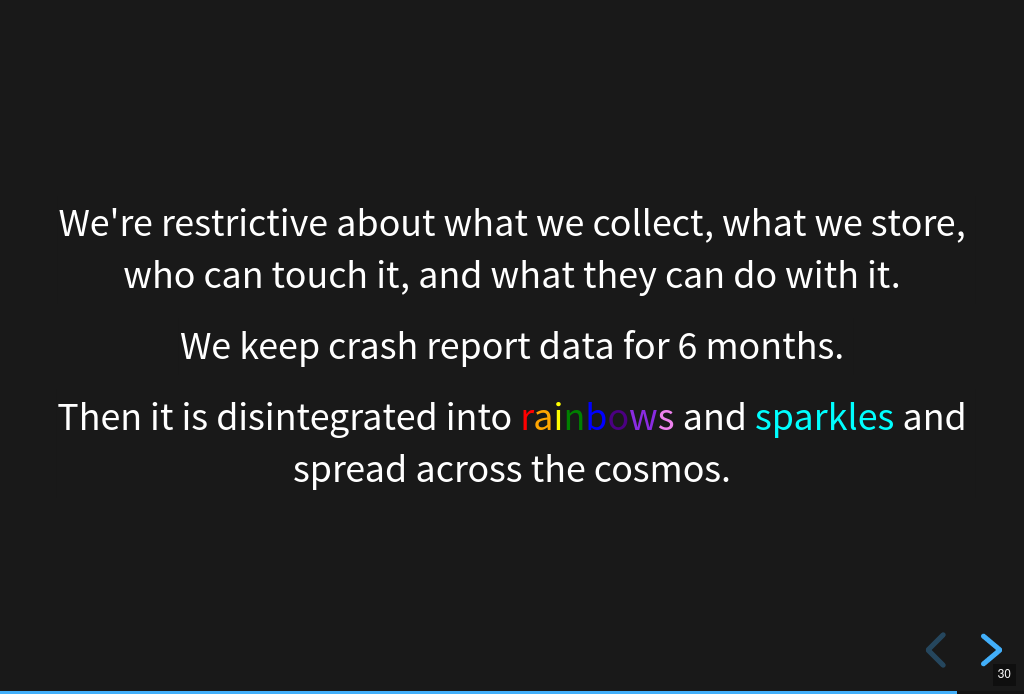 We're restrictive about what we collect, what we store,
who can touch it, and what they can do with it.
We keep crash report data for 6 months.
Then it is disintegrated into rainbows and sparkles and
spread across the cosmos.
30